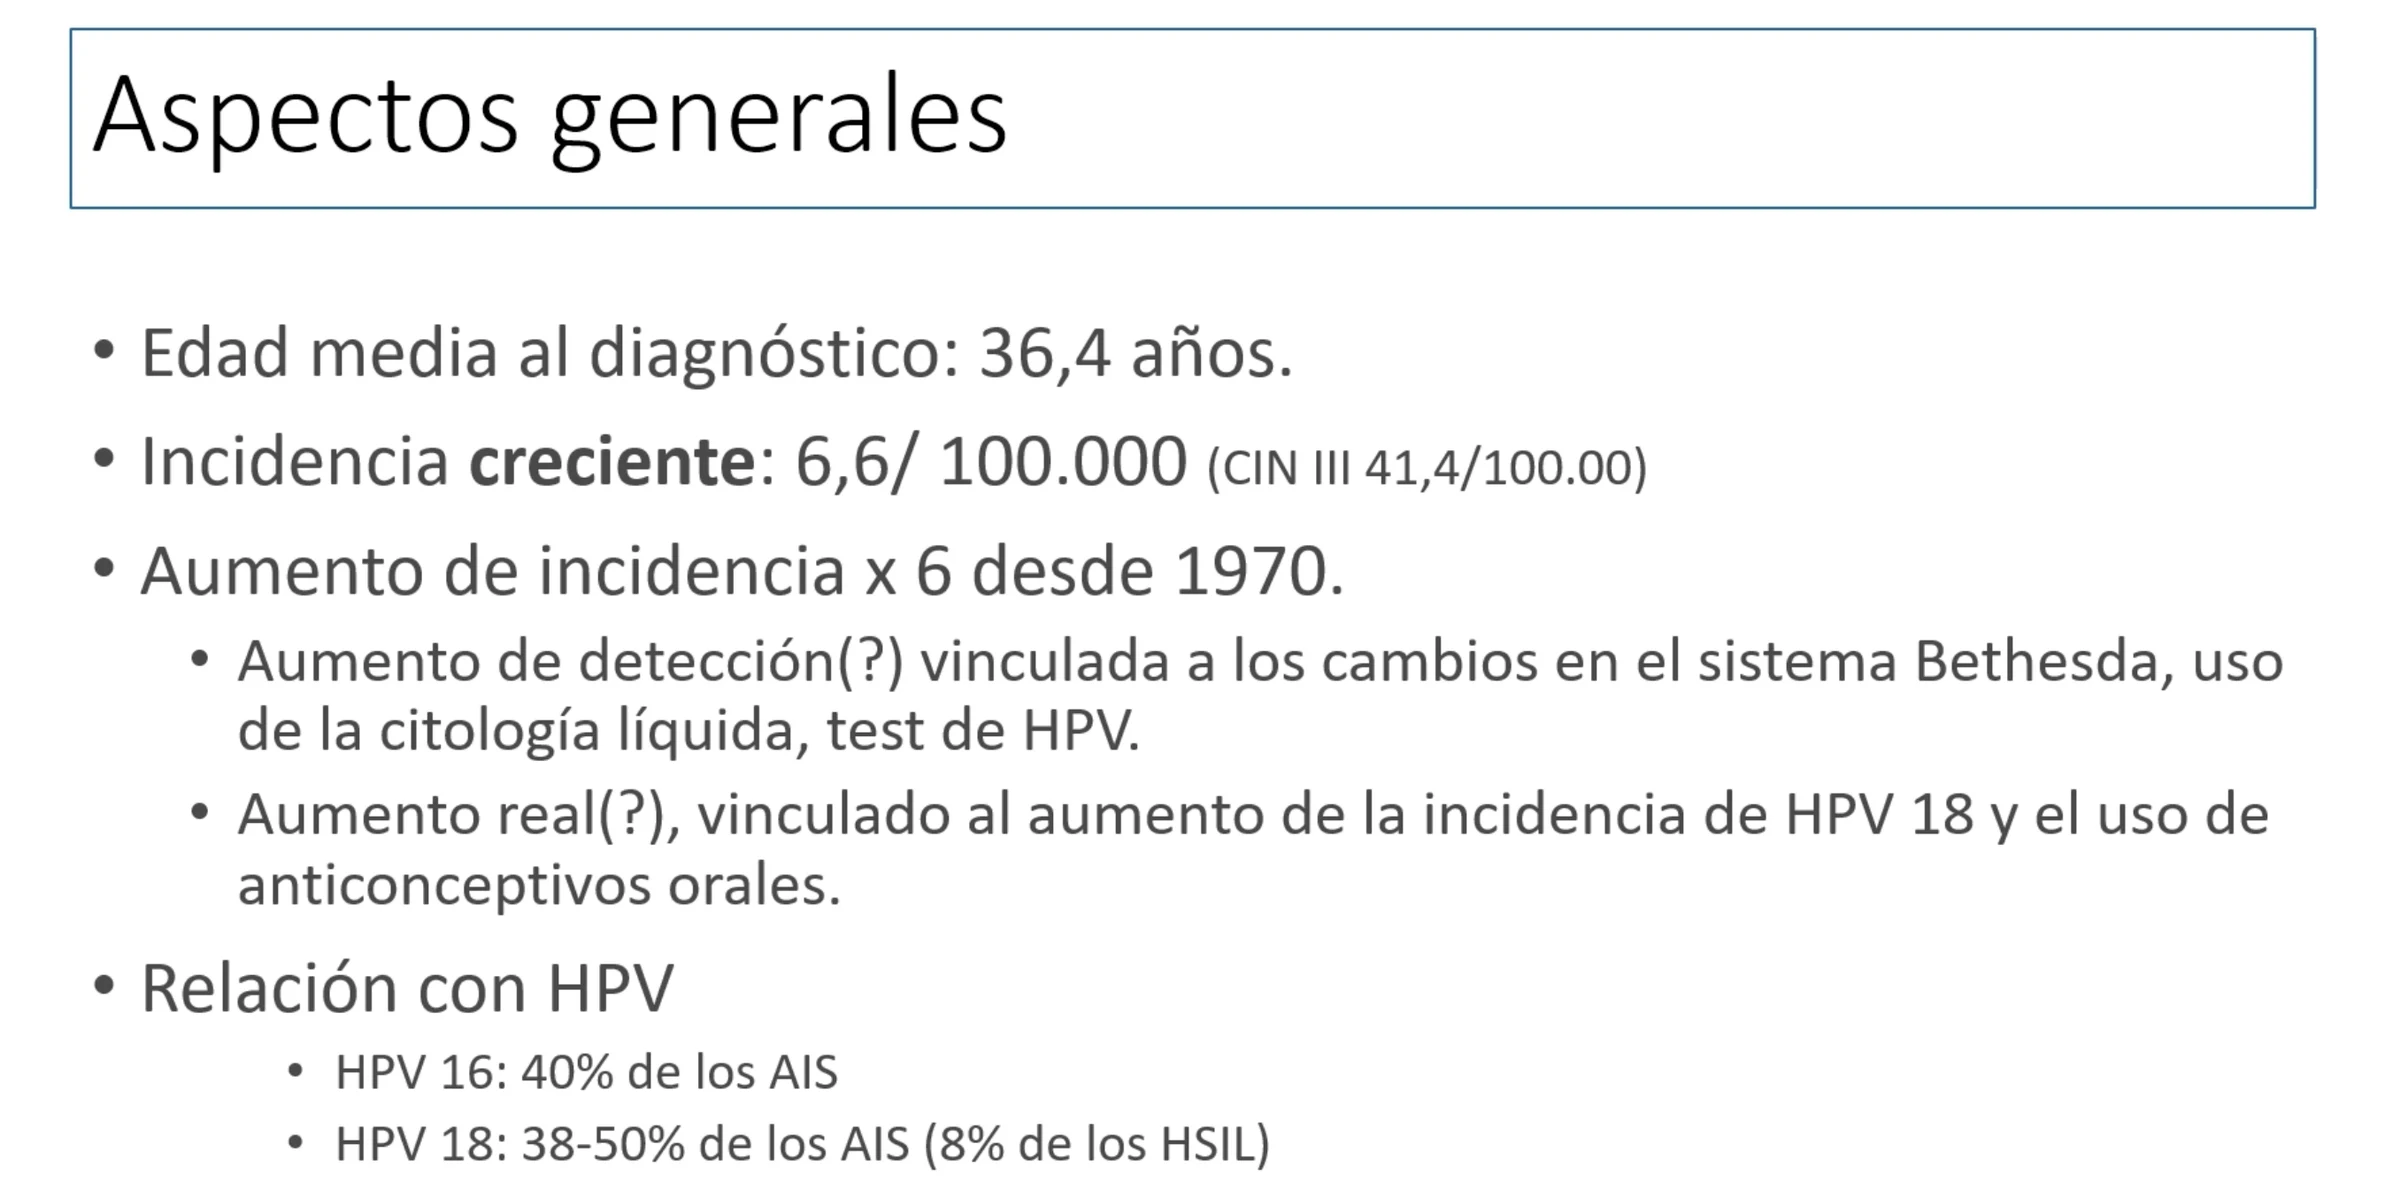 Aspectos generales
• Edad media al diagnóstico: 36,4 años.
• Incidencia creciente: 6,6/ 100.000 (CIN III 41,4/100.00)
• Aumento de incidencia x 6 desde 1970.
• Aumento de detección(?) vinculada a los cambios en el sistema Bethesda, uso
de la citología líquida, test de HPV.
• Aumento real(?), vinculado al aumento de la incidencia de HPV 18 y el uso de
anticonceptivos orales.
• Relación con HPV
• HPV 16: 40% de los AIS
• HPV 18: 38-50% de los AIS (8% de los HSIL)